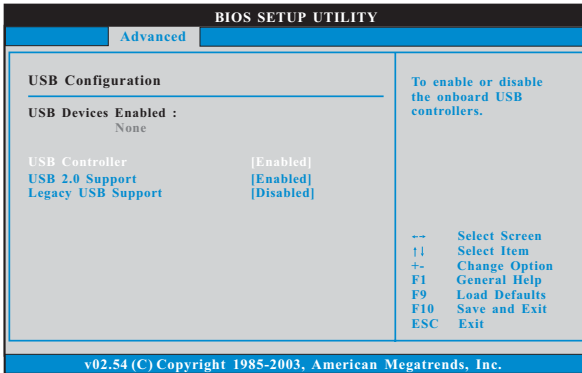 BIOS SETUP UTILITY
Advanced
USB Configuration
USB Devices Enabled :
None
USB Controller [Enabled]
USB 2.0 Support [Enabled]
Legacy USB Support [Disabled]
To enable or disable
the onboard USB
controllers.
←→ Select Screen
↑↓ Select Item
+- Change Option
F1 General Help
F9 Load Defaults
F10 Save and Exit
ESC Exit
v02.54 (C) Copyright 1985-2003, American Megatrends, Inc.